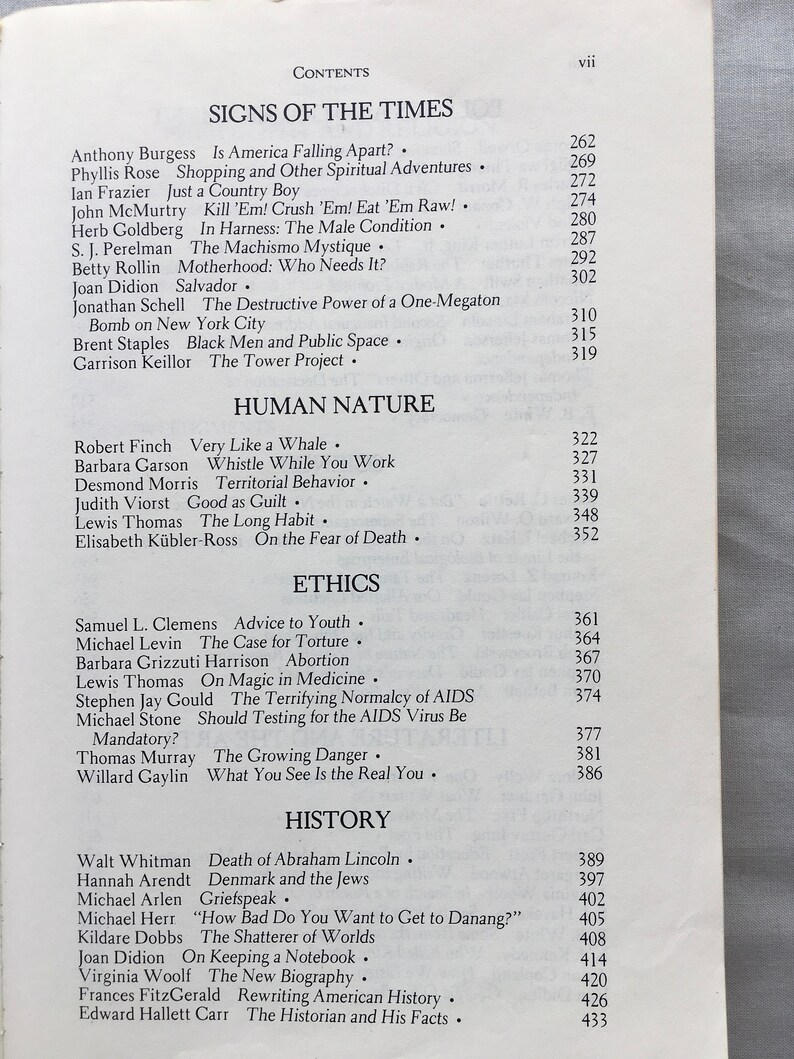 vii
CONTENTS
SIGNS OF THE TIMES
Anthony Burgess Is America Falling Apart? • 262
Phyllis Rose Shopping and Other Spiritual Adventures • 269
Ian Frazier Just a Country Boy 272
John McMurtry Kill 'Em! Crush 'Em! Eat 'Em Raw! • 274
Herb Goldberg In Harness: The Male Condition • 280
S. J. Perelman The Machismo Mystique • 287
Betty Rollin Motherhood: Who Needs It? 292
Joan Didion Salvador • 302
Jonathan Schell The Destructive Power of a One-Megaton
Bomb on New York City 310
Brent Staples Black Men and Public Space • 315
Garrison Keillor The Tower Project • 319
HUMAN NATURE
Robert Finch Very Like a Whale • 322
Barbara Garson Whistle While You Work 327
Desmond Morris Territorial Behavior • 331
Judith Viorst Good as Guilt • 339
Lewis Thomas The Long Habit • 348
Elisabeth Kübler-Ross On the Fear of Death • 352
ETHICS
Samuel L. Clemens Advice to Youth • 361
Michael Levin The Case for Torture • 364
Barbara Grizzuti Harrison Abortion 367
Lewis Thomas On Magic in Medicine • 370
Stephen Jay Gould The Terrifying Normalcy of AIDS 374
Michael Stone Should Testing for the AIDS Virus Be
Mandatory? 377
Thomas Murray The Growing Danger • 381
Willard Gaylin What You See Is the Real You • 386
HISTORY
Walt Whitman Death of Abraham Lincoln • 389
Hannah Arendt Denmark and the Jews 397
Michael Arlen Griefspeak • 402
Michael Herr "How Bad Do You Want to Get to Danang?" 405
Kildare Dobbs The Shatterer of Worlds 408
Joan Didion On Keeping a Notebook • 414
Virginia Woolf The New Biography • 420
Frances FitzGerald Rewriting American History • 426
Edward Hallett Carr The Historian and His Facts • 433